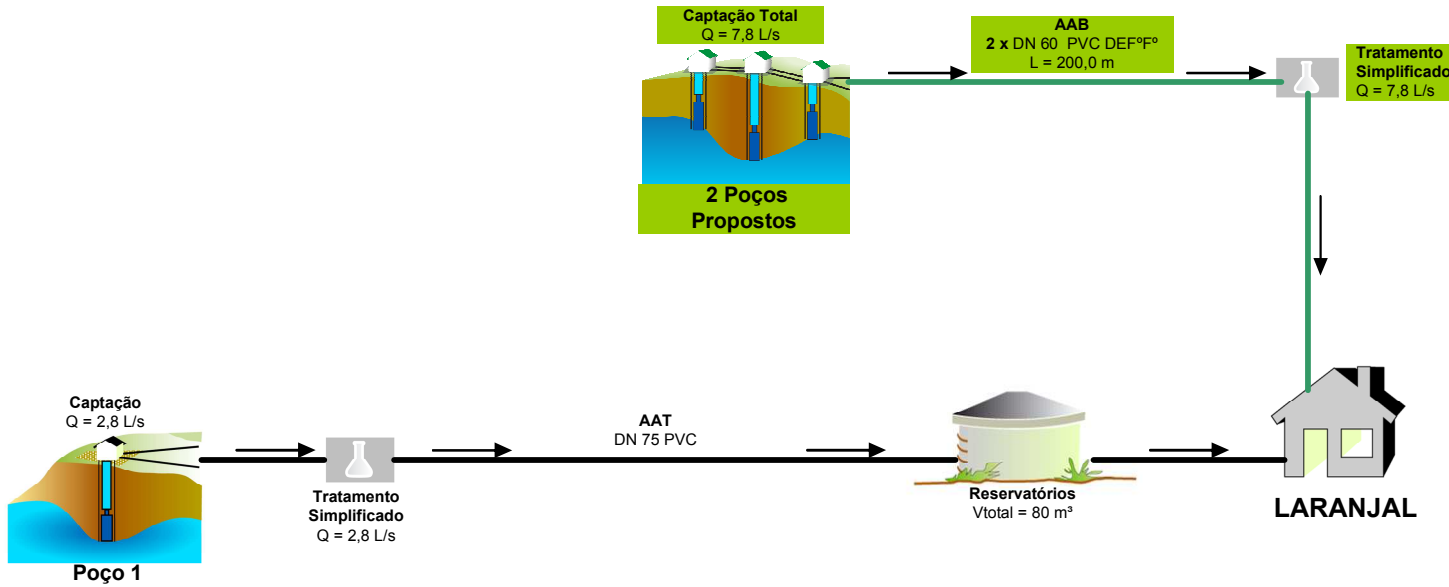 Captação Total
Q = 7,8 L/s
AAB
2 x DN 60 PVC DEFºFº
L = 200,0 m
Tratamento
Simplificado
Q = 7,8 L/s
2 Poços
Propostos
Captação
Q = 2,8 L/s
AAT
DN 75 PVC
Tratamento
Simplificado
Q = 2,8 L/s
Reservatórios
Vtotal = 80 m³
LARANJAL
Poço 1